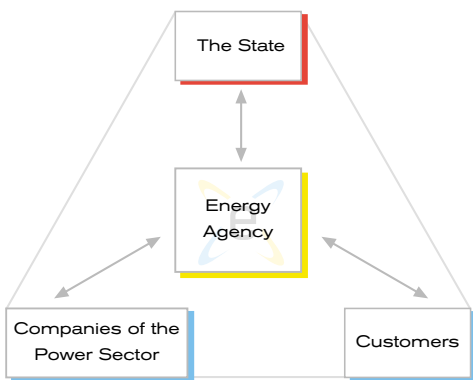 The State
Energy
Agency
Companies of the
Power Sector
Customers